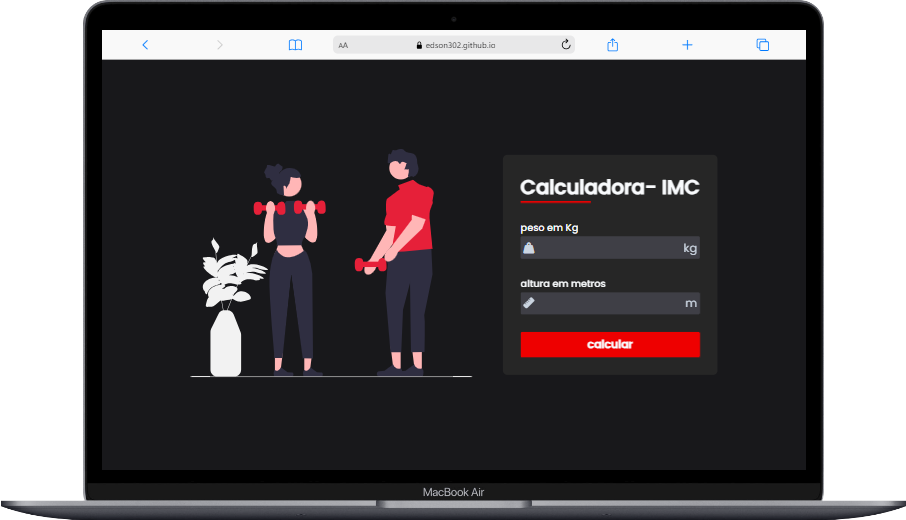 AA
edson302.github.io
Calculadora- IMC
peso em Kg
kg
altura em metros
m
calcular
MacBook Air